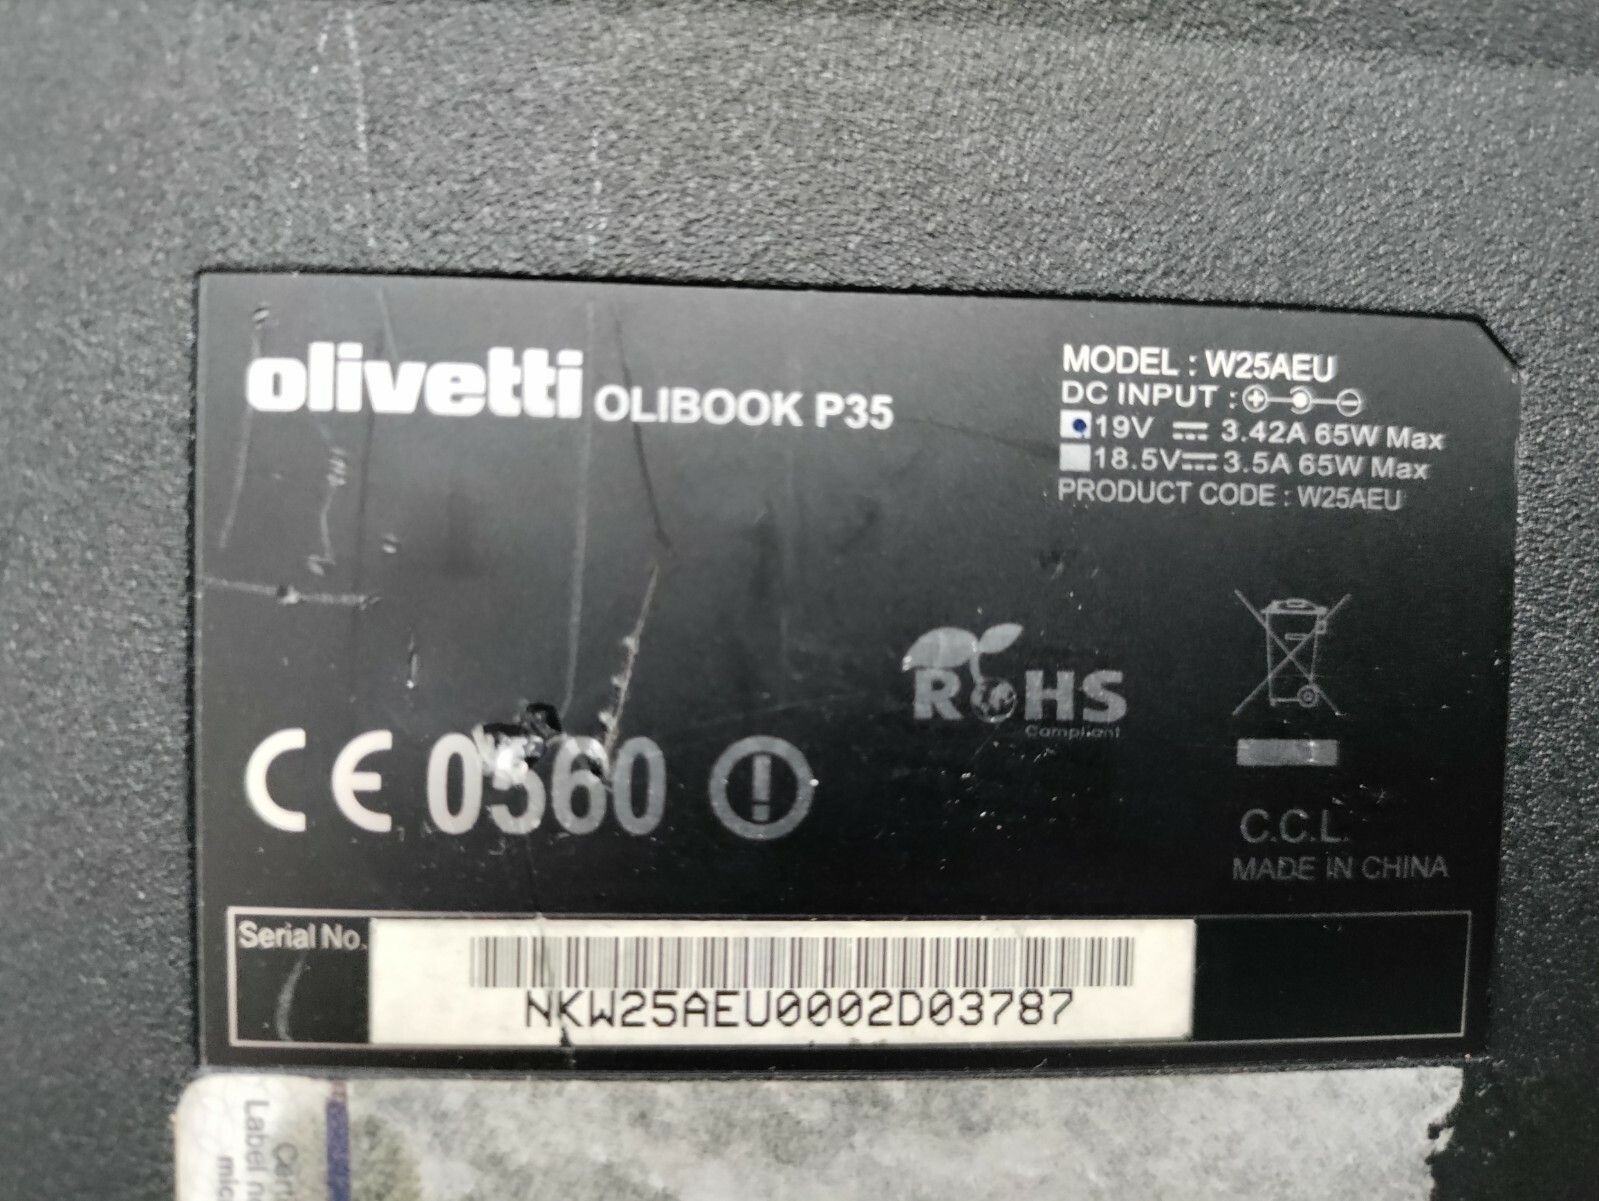 olivetti OLIBOOK P35
MODEL : W25AEU
DC INPUT :
19V ⎓ 3.42A 65W Max
18.5V⎓3.5A 65W Max
PRODUCT CODE : W25AEU
ROHS
Compliant
CE 0560
C.C.L.
MADE IN CHINA
Serial No.
NKW25AEU0002D03787
Label